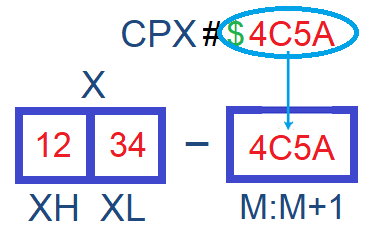 CPX #$4C5A
X
12 34 – 4C5A
XH XL M:M+1